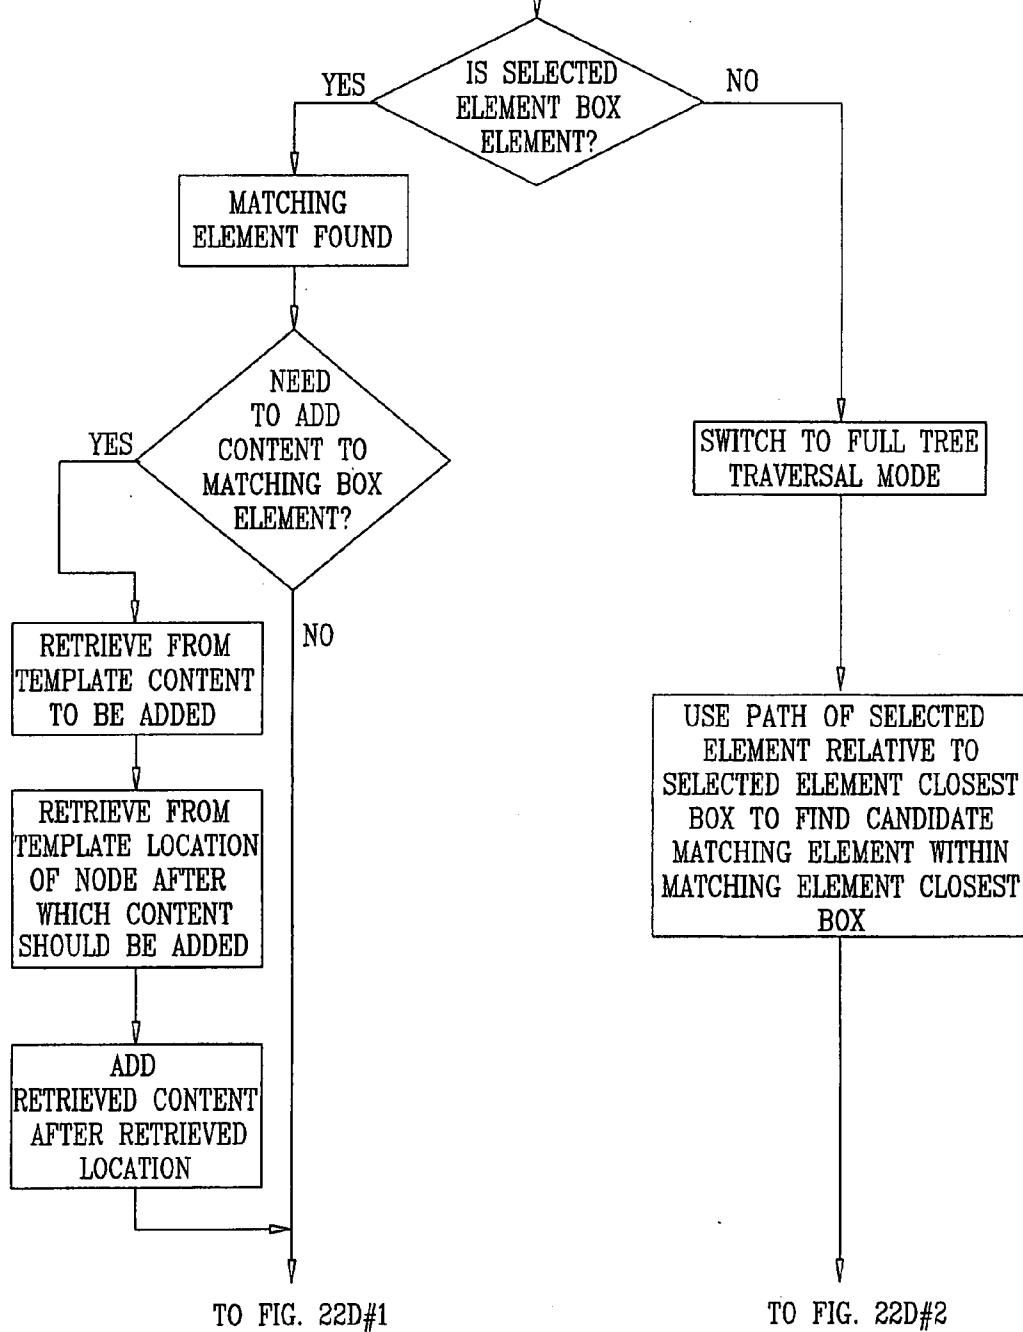 IS SELECTED
ELEMENT BOX
ELEMENT?
YES
NO
MATCHING
ELEMENT FOUND
NEED
TO ADD
CONTENT TO
MATCHING BOX
ELEMENT?
YES
NO
SWITCH TO FULL TREE
TRAVERSAL MODE
RETRIEVE FROM
TEMPLATE CONTENT
TO BE ADDED
RETRIEVE FROM
TEMPLATE LOCATION
OF NODE AFTER
WHICH CONTENT
SHOULD BE ADDED
ADD
RETRIEVED CONTENT
AFTER RETRIEVED
LOCATION
USE PATH OF SELECTED
ELEMENT RELATIVE TO
SELECTED ELEMENT CLOSEST
BOX TO FIND CANDIDATE
MATCHING ELEMENT WITHIN
MATCHING ELEMENT CLOSEST
BOX
TO FIG. 22D#1
TO FIG. 22D#2